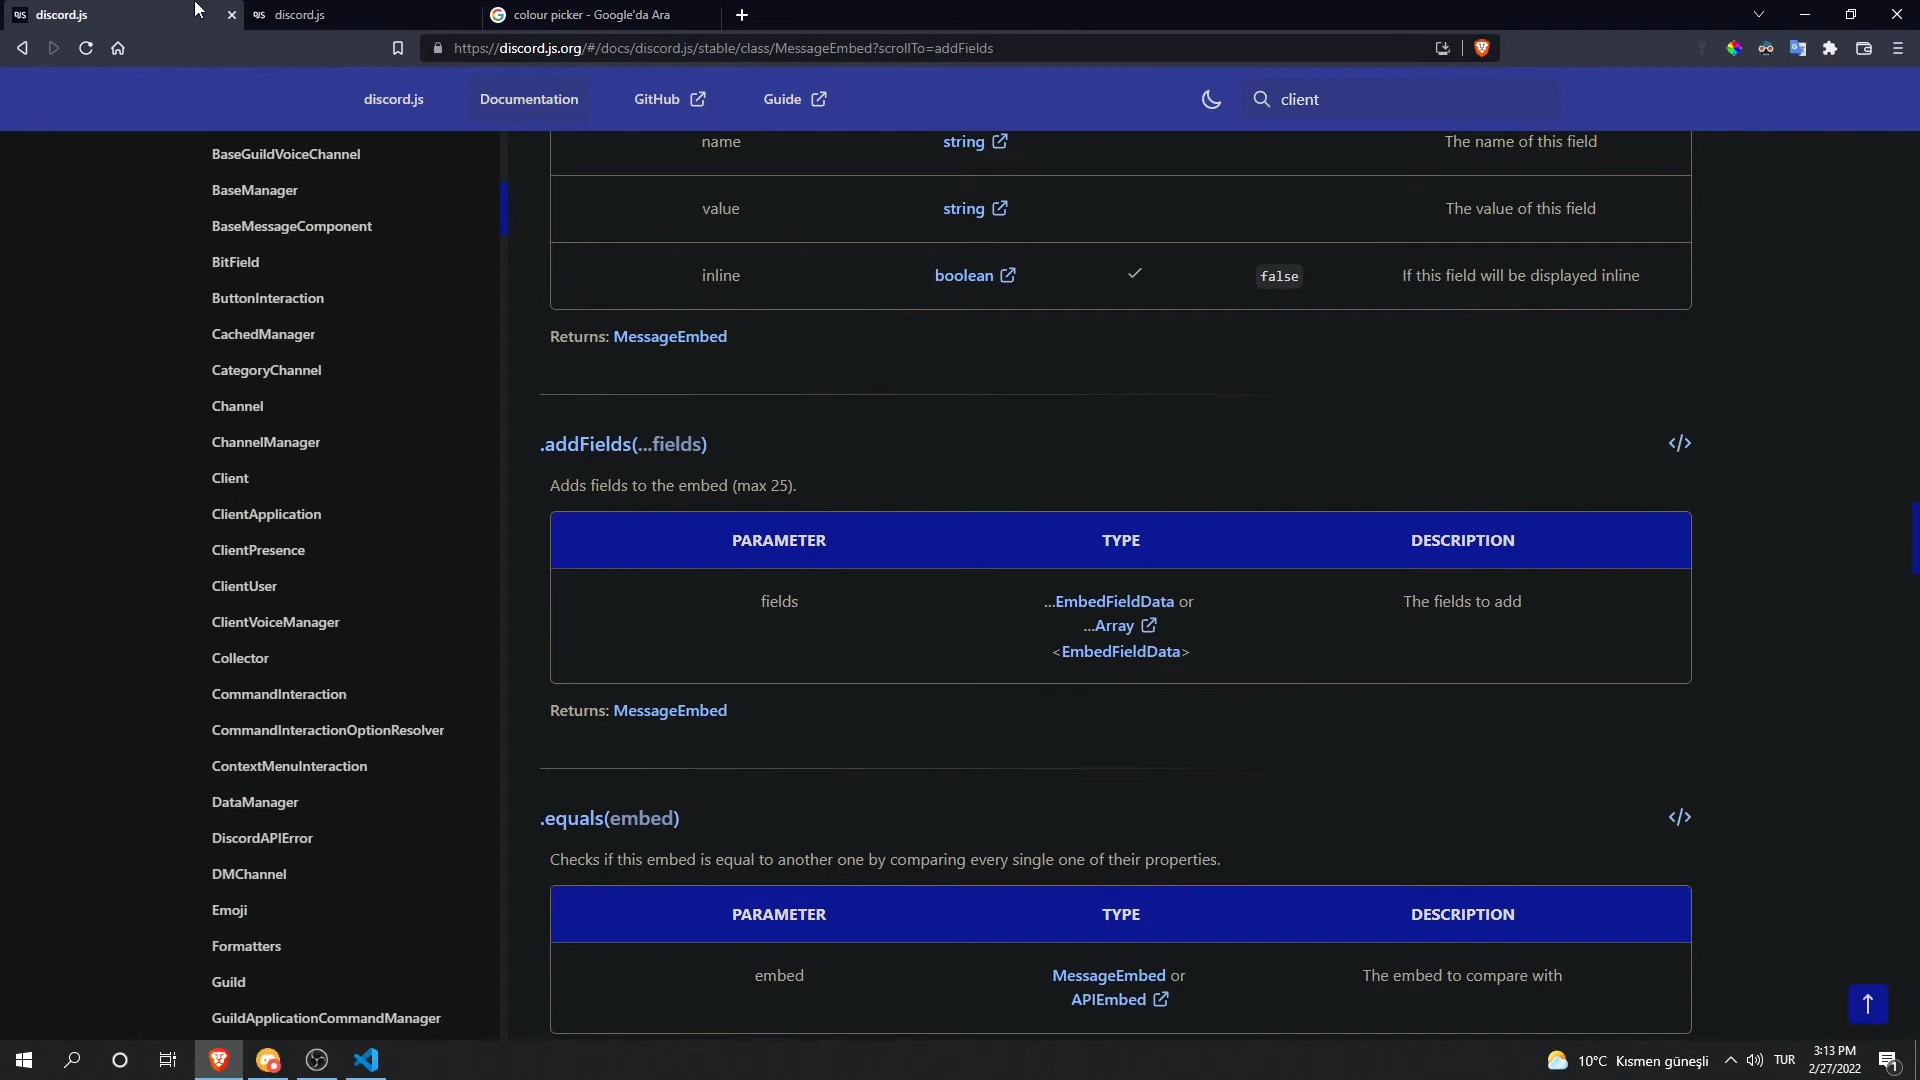 discord.js
discord.js
colour picker - Google'da Ara
https://discord.js.org/#/docs/discord.js/stable/class/MessageEmbed?scrollTo=addFields
discord.js
Documentation
GitHub
Guide
client
BaseGuildVoiceChannel
BaseManager
BaseMessageComponent
BitField
ButtonInteraction
CachedManager
CategoryChannel
Channel
ChannelManager
Client
ClientApplication
ClientPresence
ClientUser
ClientVoiceManager
Collector
CommandInteraction
CommandInteractionOptionResolver
ContextMenuInteraction
DataManager
DiscordAPIError
DMChannel
Emoji
Formatters
Guild
GuildApplicationCommandManager
name string The name of this field
value string The value of this field
inline boolean ✓ false If this field will be displayed inline
Returns: MessageEmbed
.addFields(...fields)
</>
Adds fields to the embed (max 25).
PARAMETER TYPE DESCRIPTION
fields ...EmbedFieldData or The fields to add
...Array
<EmbedFieldData>
Returns: MessageEmbed
.equals(embed)
</>
Checks if this embed is equal to another one by comparing every single one of their properties.
PARAMETER TYPE DESCRIPTION
embed MessageEmbed or The embed to compare with
APIEmbed
10°C Kısmen güneşli
TUR
3:13 PM
2/27/2022
1